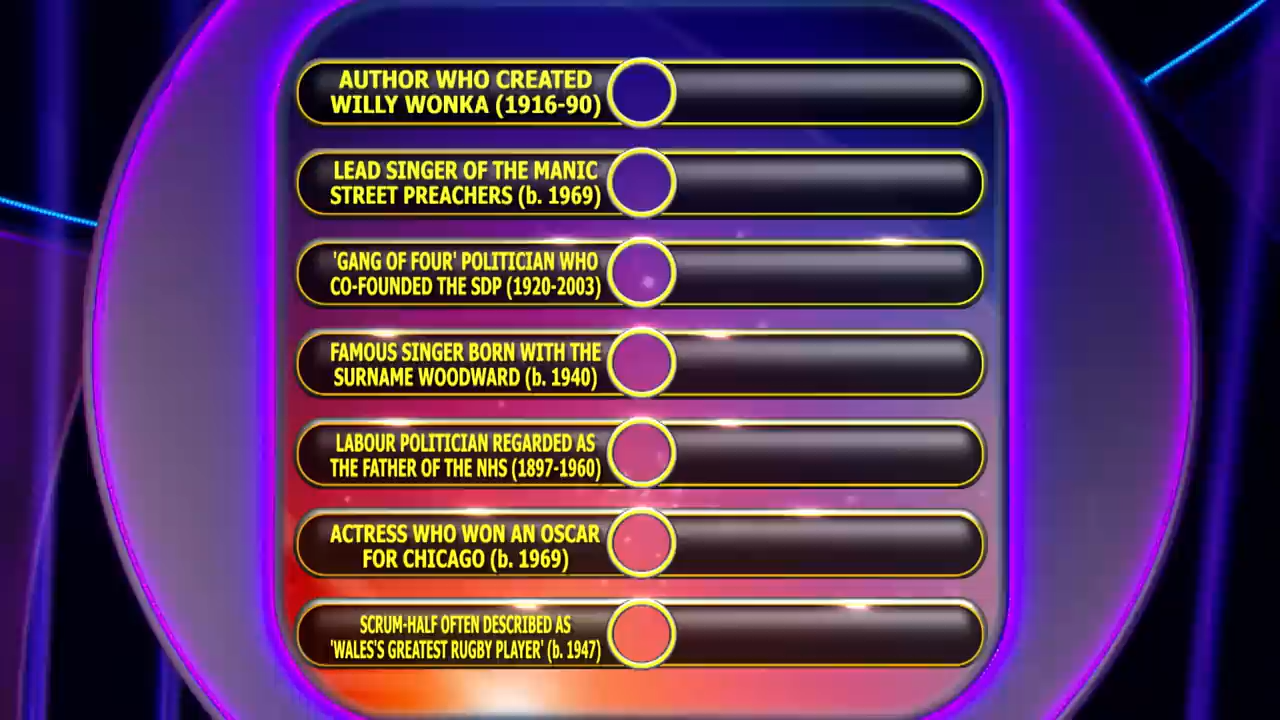 AUTHOR WHO CREATED
WILLY WONKA (1916-90)
LEAD SINGER OF THE MANIC
STREET PREACHERS (b. 1969)
'GANG OF FOUR' POLITICIAN WHO
CO-FOUNDED THE SDP (1920-2003)
FAMOUS SINGER BORN WITH THE
SURNAME WOODWARD (b. 1940)
LABOUR POLITICIAN REGARDED AS
THE FATHER OF THE NHS (1897-1960)
ACTRESS WHO WON AN OSCAR
FOR CHICAGO (b. 1969)
SCRUM-HALF OFTEN DESCRIBED AS
'WALES'S GREATEST RUGBY PLAYER' (b. 1947)